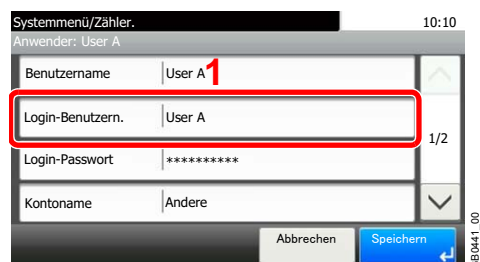 Systemmenü/Zähler.
10:10
Anwender: User A
Benutzername User A
1
Login-Benutzern. User A
1/2
Login-Passwort **********
Kontoname Andere
Abbrechen Speichern
B0441_00